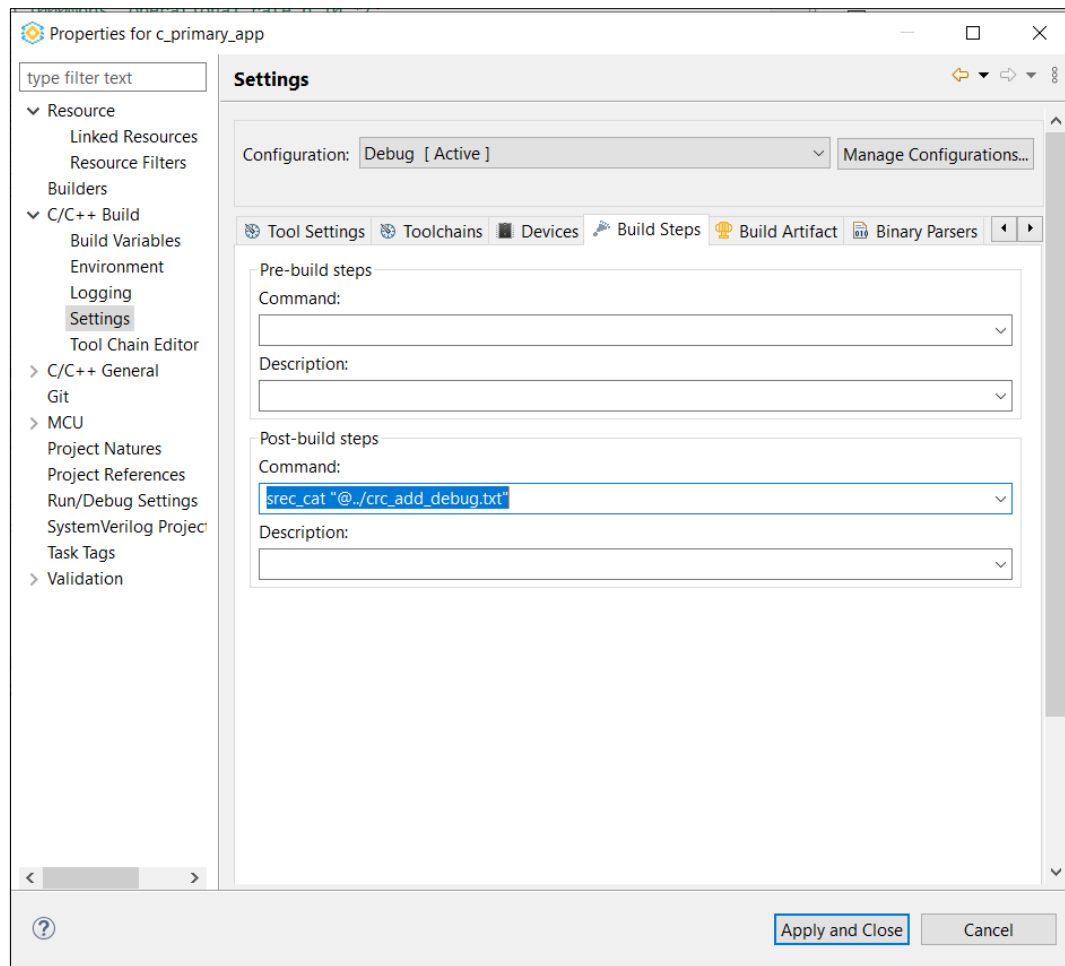 Properties for c_primary_app
type filter text
Resource
Linked Resources
Resource Filters
Builders
C/C++ Build
Build Variables
Environment
Logging
Settings
Tool Chain Editor
C/C++ General
Git
MCU
Project Natures
Project References
Run/Debug Settings
SystemVerilog Project
Task Tags
Validation
Settings
Configuration: Debug [ Active ] Manage Configurations...
Tool Settings Toolchains Devices Build Steps Build Artifact Binary Parsers
Pre-build steps
Command:
Description:
Post-build steps
Command:
srec_cat "@../crc_add_debug.txt"
Description:
Apply and Close Cancel